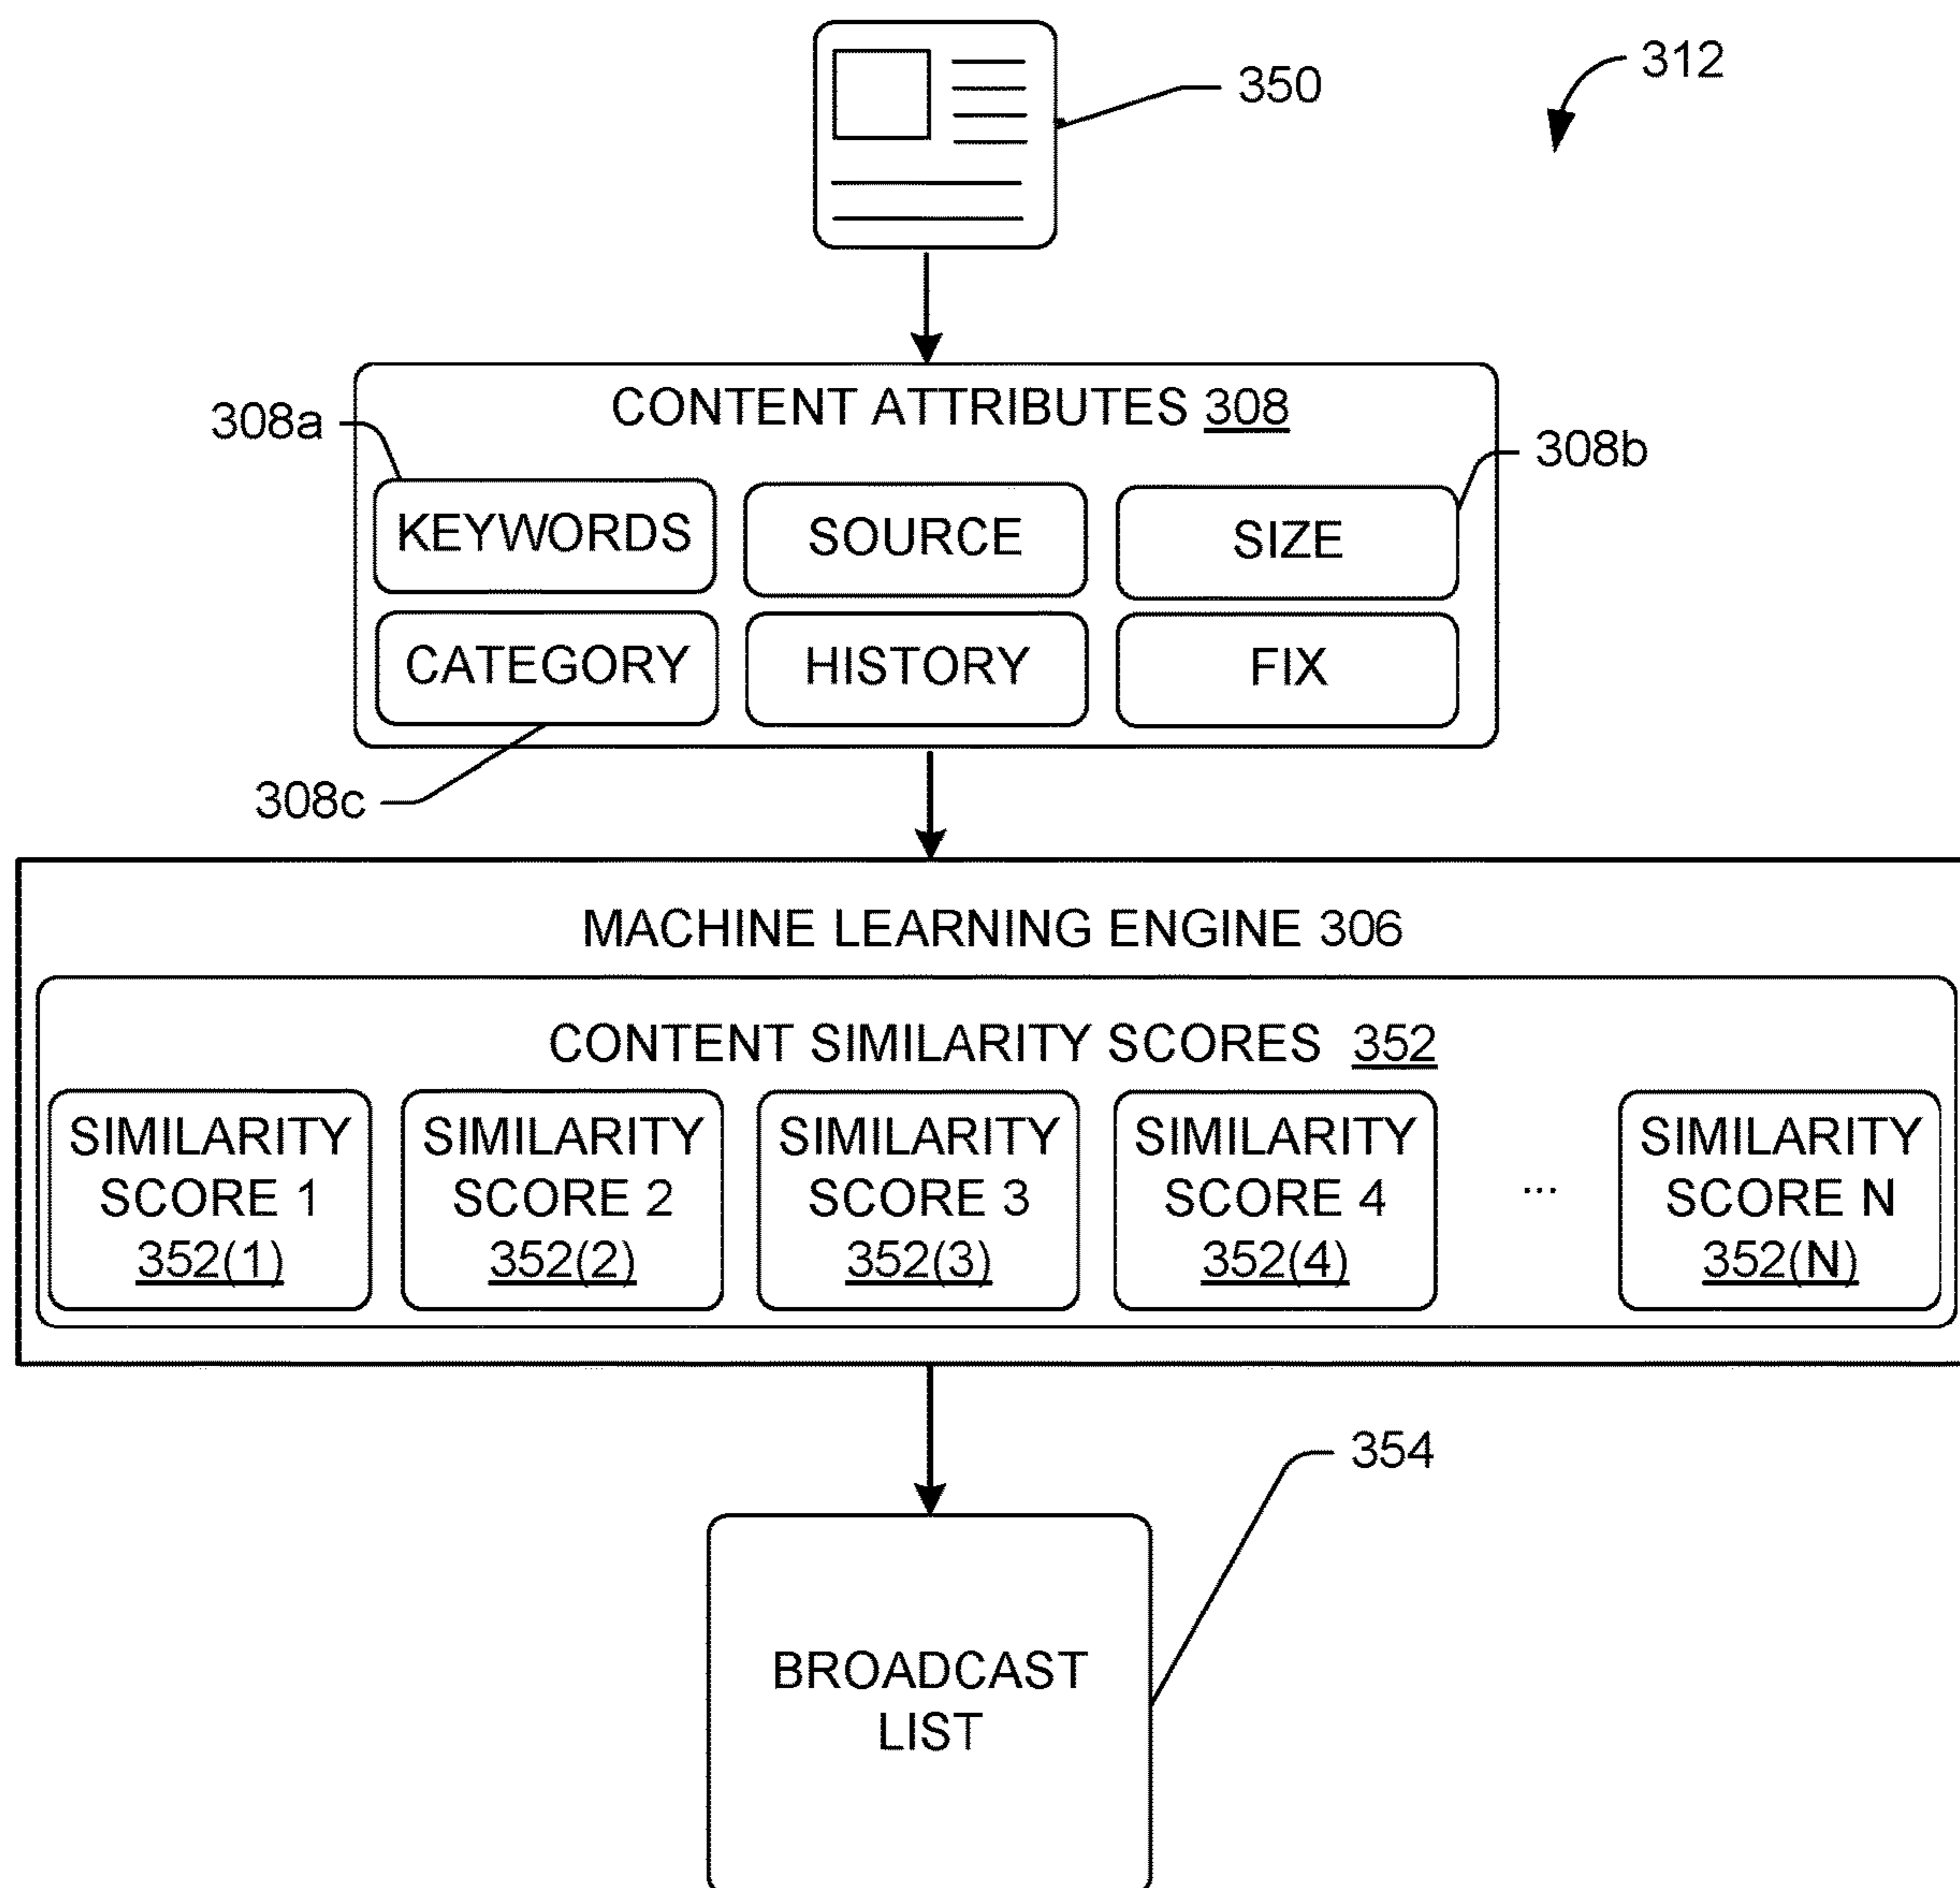 312
350
CONTENT ATTRIBUTES 308
308a
308b
KEYWORDS
SOURCE
SIZE
CATEGORY
HISTORY
FIX
308c
MACHINE LEARNING ENGINE 306
CONTENT SIMILARITY SCORES 352
SIMILARITY
SCORE 1
352(1)
SIMILARITY
SCORE 2
352(2)
SIMILARITY
SCORE 3
352(3)
SIMILARITY
SCORE 4
352(4)
...
SIMILARITY
SCORE N
352(N)
354
BROADCAST
LIST